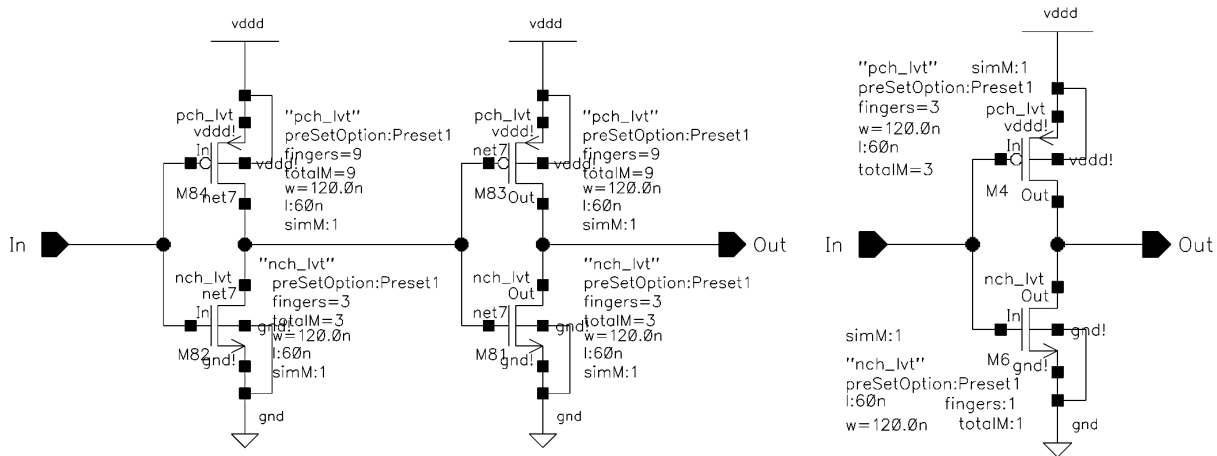 vddd
pch_lvt
vddd!
In
vddd!
M84
net7
"pch_lvt"
preSetOption:Preset1
fingers=9
totalM=9
w=120.0n
l:60n
simM:1
In
nch_lvt
net7
In
gnd!
M82
gnd!
"nch_lvt"
preSetOption:Preset1
fingers=3
totalM=3
w=120.0n
l:60n
simM:1
gnd
vddd
pch_lvt
vddd!
net7
vddd!
M83
Out
"pch_lvt"
preSetOption:Preset1
fingers=9
totalM=9
w=120.0n
l:60n
simM:1
Out
nch_lvt
Out
net7
gnd!
M81
gnd!
"nch_lvt"
preSetOption:Preset1
fingers=3
totalM=3
w=120.0n
l:60n
simM:1
gnd
vddd
"pch_lvt" simM:1
preSetOption:Preset1
fingers=3
w=120.0n
l:60n
totalM=3
pch_lvt
vddd!
In
vddd!
M4
Out
In
Out
nch_lvt
Out
In
gnd!
M6
gnd!
simM:1
"nch_lvt"
preSetOption:Preset1
l:60n fingers:1
w=120.0n totalM:1
gnd